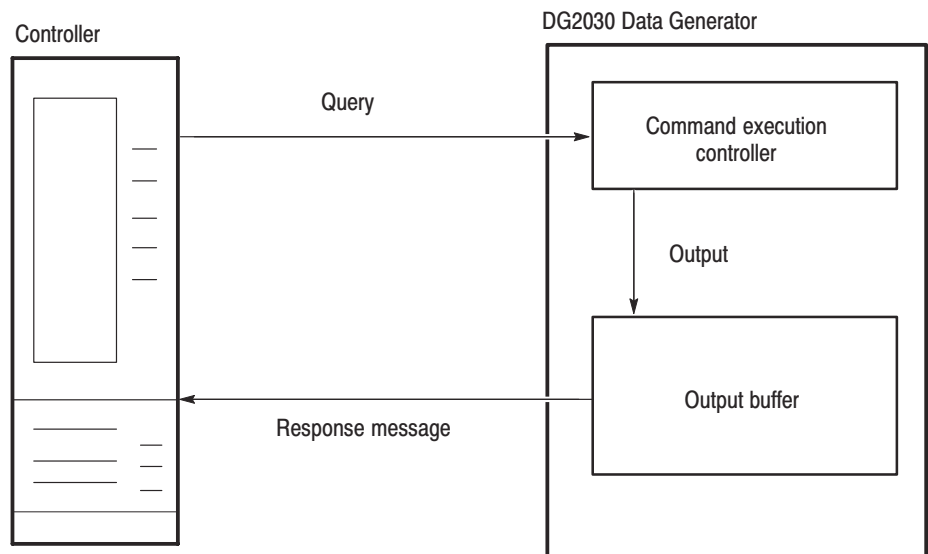 DG2030 Data Generator
Controller
Query
Command execution
controller
Output
Output buffer
Response message